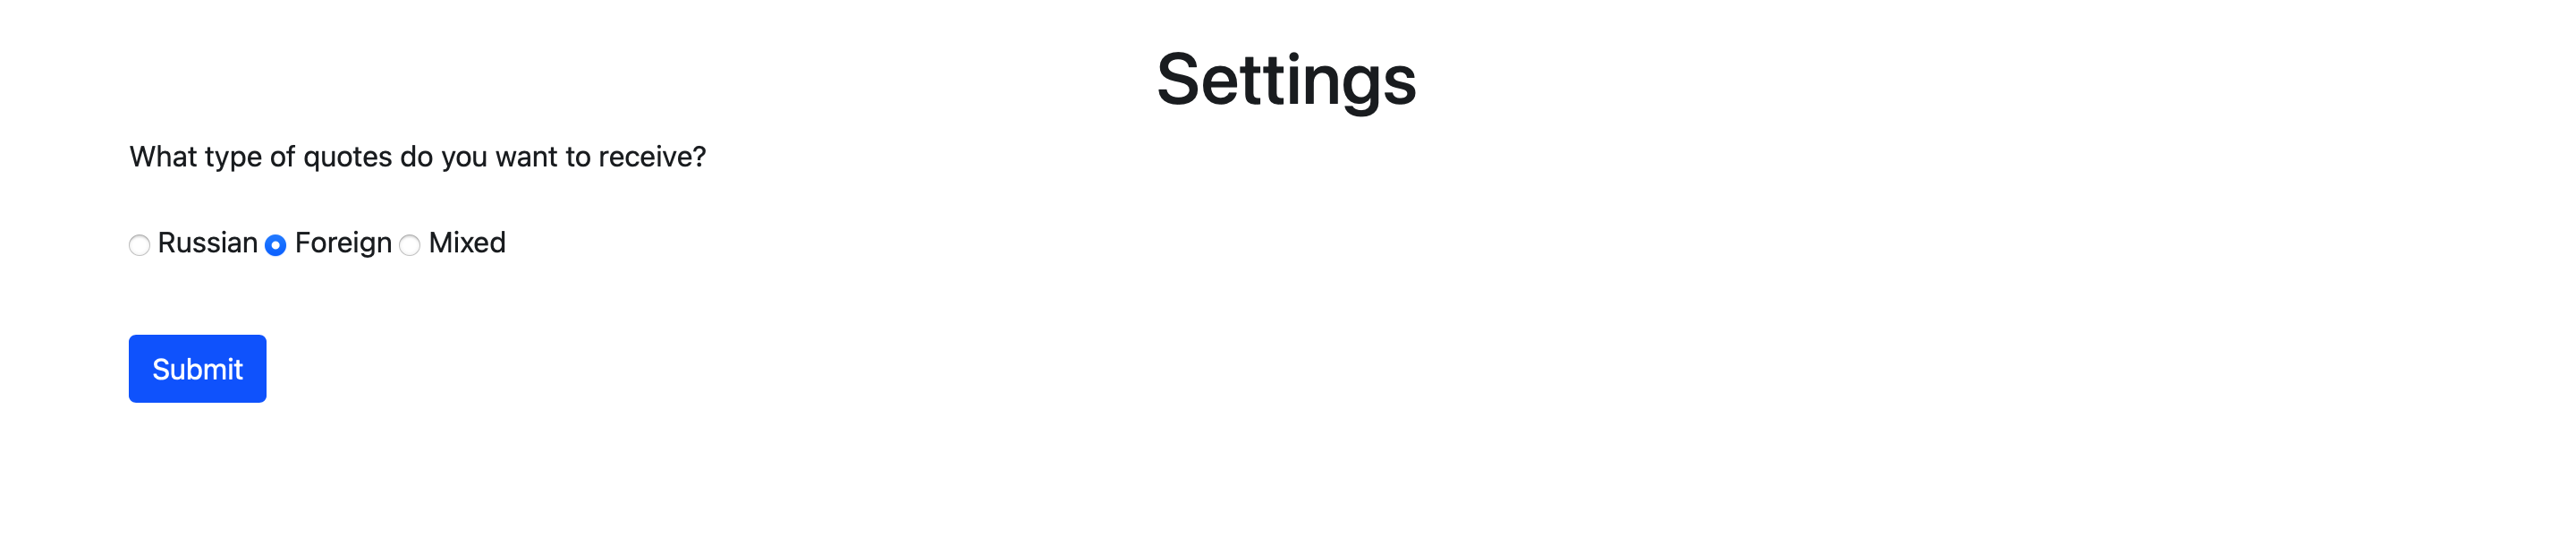 Settings
What type of quotes do you want to receive?
Russian Foreign Mixed
Submit